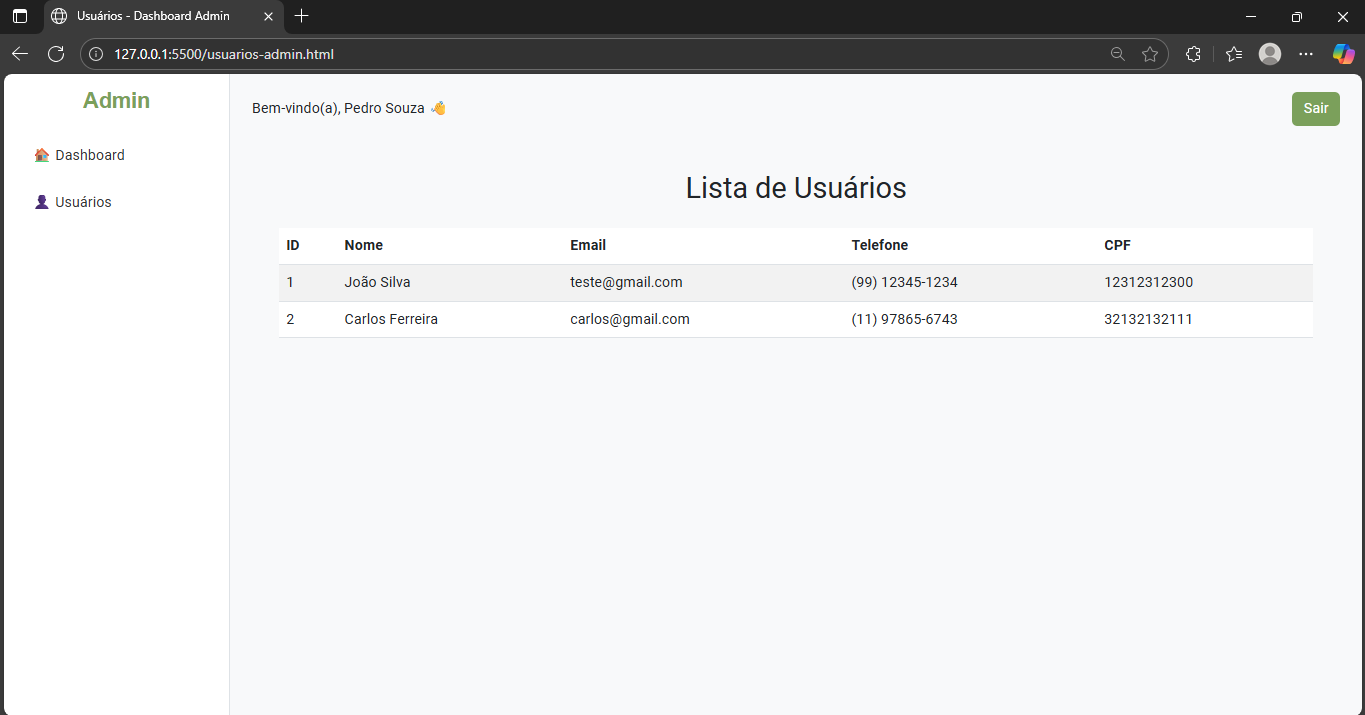 Usuários - Dashboard Admin
127.0.0.1:5500/usuarios-admin.html
Admin
Dashboard
Usuários
Bem-vindo(a), Pedro Souza 👋
Sair
Lista de Usuários
ID Nome Email Telefone CPF
1 João Silva teste@gmail.com (99) 12345-1234 12312312300
2 Carlos Ferreira carlos@gmail.com (11) 97865-6743 32132132111